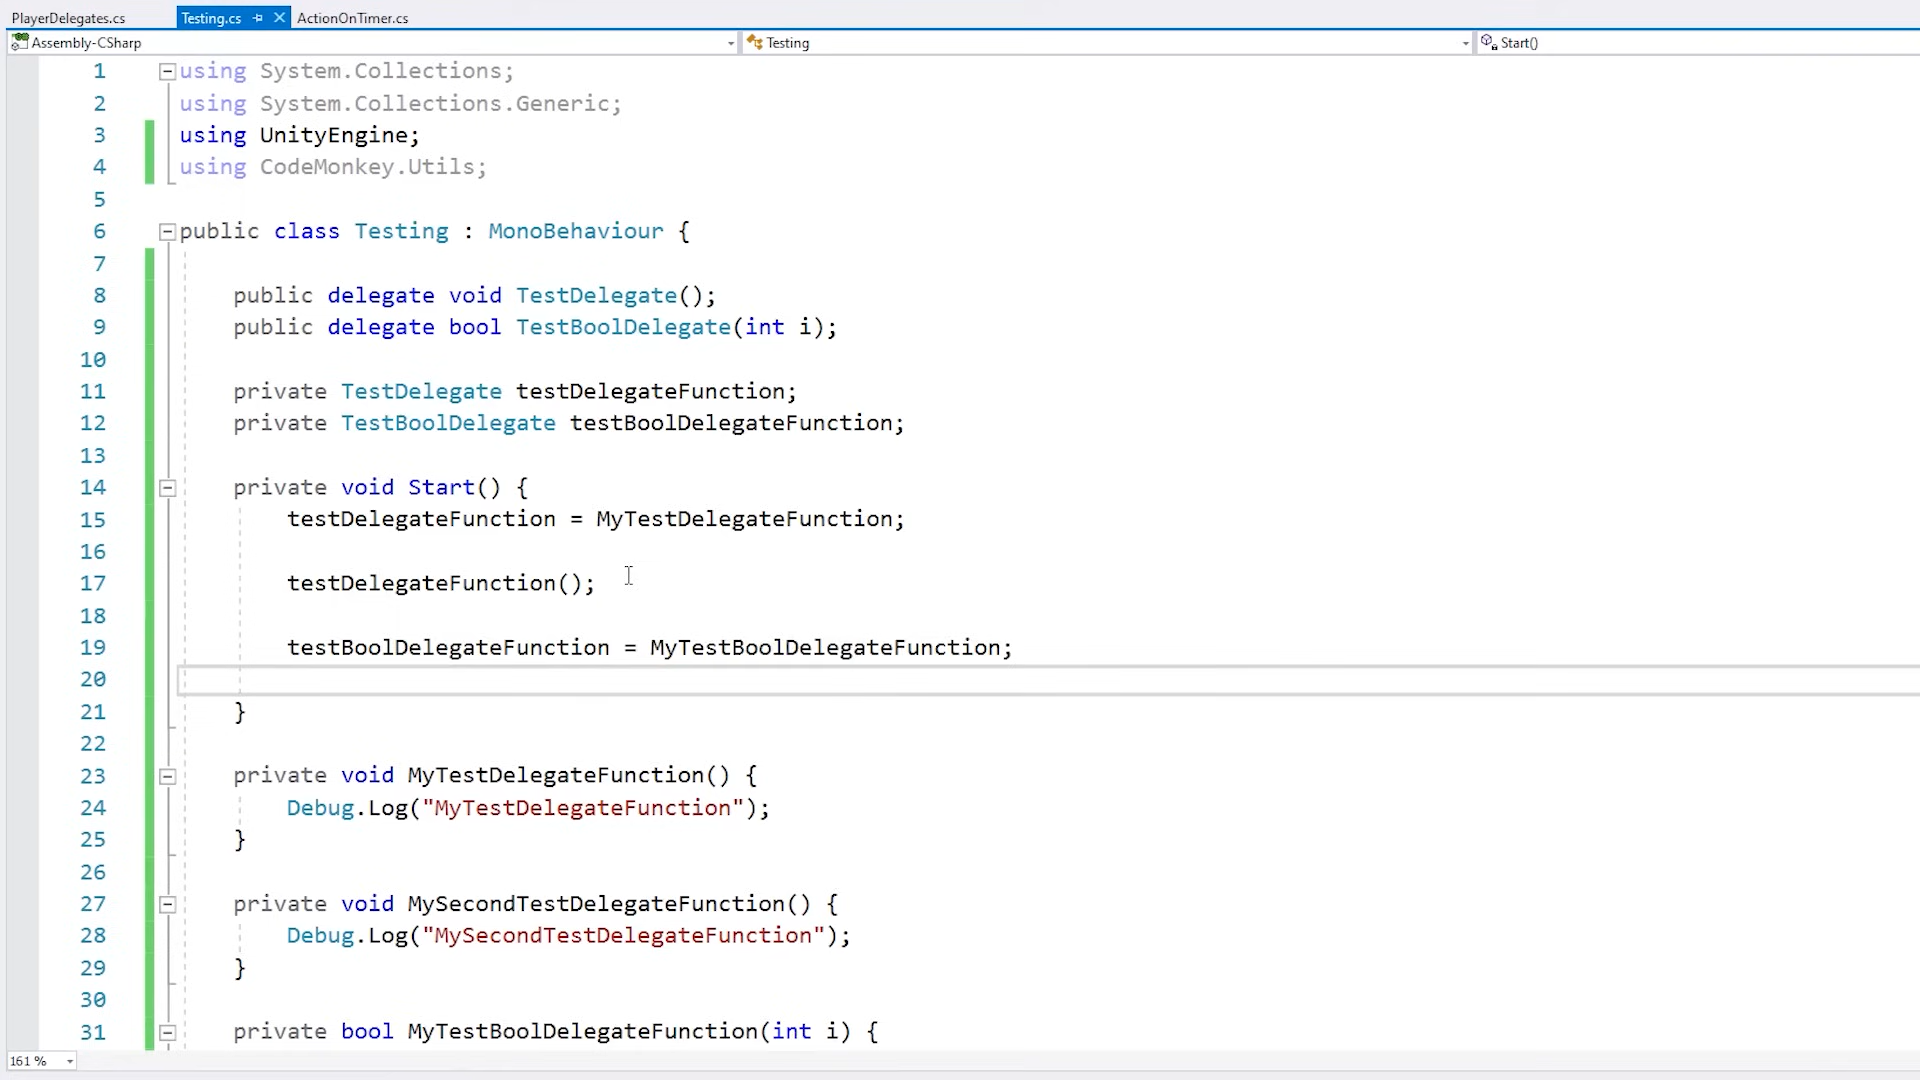 PlayerDelegates.cs Testing.cs ActionOnTimer.cs
Assembly-CSharp Testing Start()
1 using System.Collections;
2 using System.Collections.Generic;
3 using UnityEngine;
4 using CodeMonkey.Utils;
5
6 public class Testing : MonoBehaviour {
7
8 public delegate void TestDelegate();
9 public delegate bool TestBoolDelegate(int i);
10
11 private TestDelegate testDelegateFunction;
12 private TestBoolDelegate testBoolDelegateFunction;
13
14 private void Start() {
15 testDelegateFunction = MyTestDelegateFunction;
16
17 testDelegateFunction();
18
19 testBoolDelegateFunction = MyTestBoolDelegateFunction;
20
21 }
22
23 private void MyTestDelegateFunction() {
24 Debug.Log("MyTestDelegateFunction");
25 }
26
27 private void MySecondTestDelegateFunction() {
28 Debug.Log("MySecondTestDelegateFunction");
29 }
30
31 private bool MyTestBoolDelegateFunction(int i) {
161 %